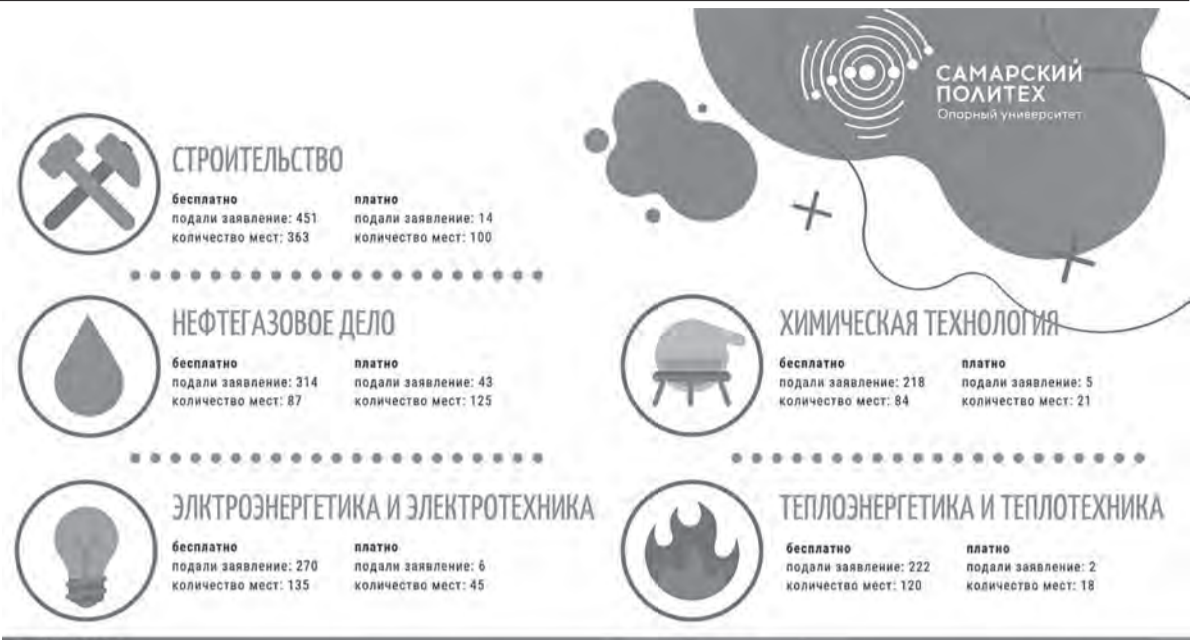 САМАРСКИЙ
ПОЛИТЕХ
Опорный университет
СТРОИТЕЛЬСТВО
бесплатно платно
подали заявление: 451 подали заявление: 14
количество мест: 363 количество мест: 100
НЕФТЕГАЗОВОЕ ДЕЛО
бесплатно платно
подали заявление: 314 подали заявление: 43
количество мест: 87 количество мест: 125
ХИМИЧЕСКАЯ ТЕХНОЛОГИЯ
бесплатно платно
подали заявление: 218 подали заявление: 5
количество мест: 84 количество мест: 21
ЭЛКТРОЭНЕРГЕТИКА И ЭЛЕКТРОТЕХНИКА
бесплатно платно
подали заявление: 270 подали заявление: 6
количество мест: 135 количество мест: 45
ТЕПЛОЭНЕРГЕТИКА И ТЕПЛОТЕХНИКА
бесплатно платно
подали заявление: 222 подали заявление: 2
количество мест: 120 количество мест: 18